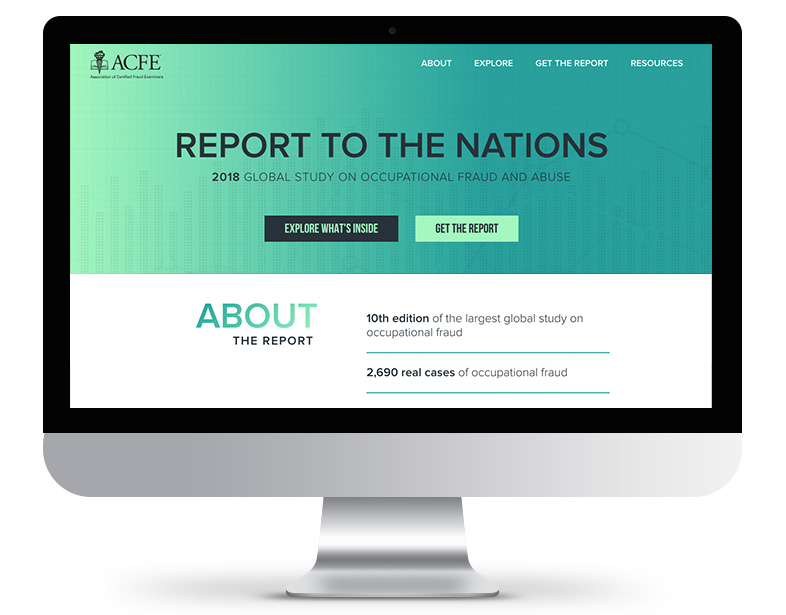 ACFE
Association of Certified Fraud Examiners
ABOUT EXPLORE GET THE REPORT RESOURCES
REPORT TO THE NATIONS
2018 GLOBAL STUDY ON OCCUPATIONAL FRAUD AND ABUSE
EXPLORE WHAT'S INSIDE GET THE REPORT
ABOUT
THE REPORT
10th edition of the largest global study on
occupational fraud
2,690 real cases of occupational fraud